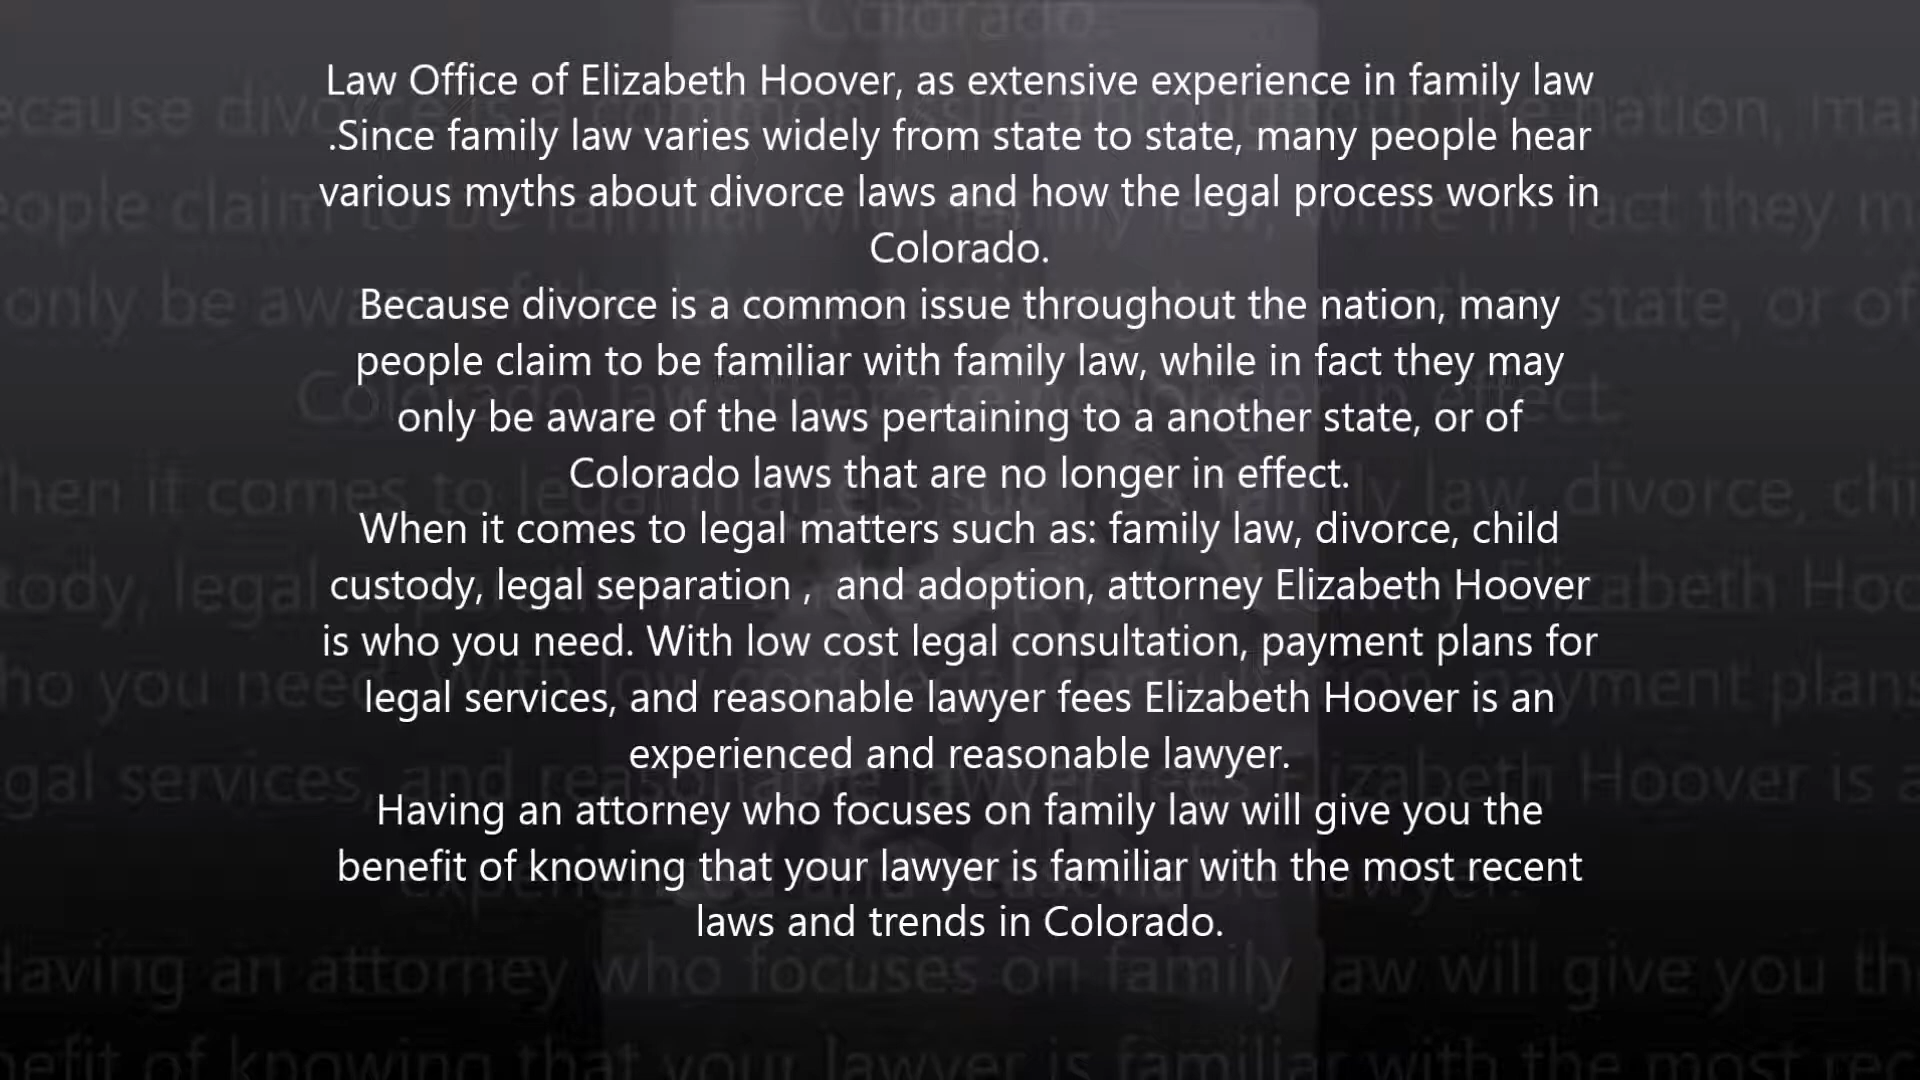 Law Office of Elizabeth Hoover, as extensive experience in family law
.Since family law varies widely from state to state, many people hear
various myths about divorce laws and how the legal process works in
Colorado.
Because divorce is a common issue throughout the nation, many
people claim to be familiar with family law, while in fact they may
only be aware of the laws pertaining to a another state, or of
Colorado laws that are no longer in effect.
When it comes to legal matters such as: family law, divorce, child
custody, legal separation ,  and adoption, attorney Elizabeth Hoover
is who you need. With low cost legal consultation, payment plans for
legal services, and reasonable lawyer fees Elizabeth Hoover is an
experienced and reasonable lawyer.
Having an attorney who focuses on family law will give you the
benefit of knowing that your lawyer is familiar with the most recent
laws and trends in Colorado.